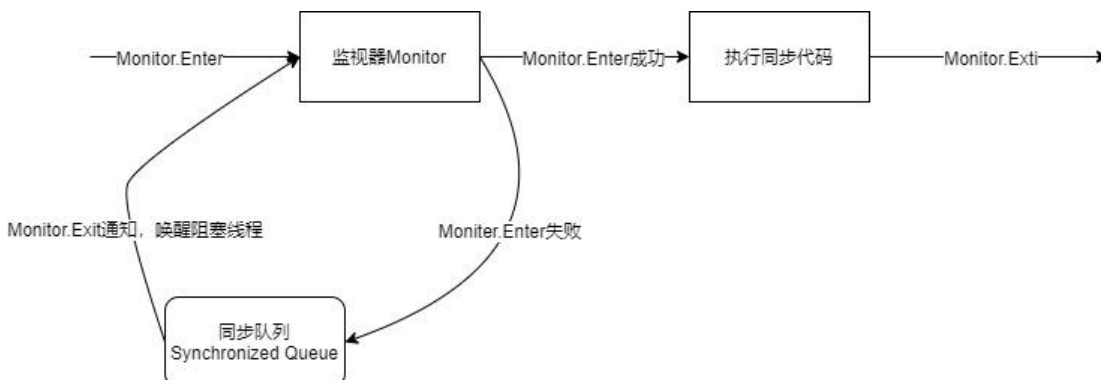 Monitor.Enter
监视器Monitor
Monitor.Enter成功
执行同步代码
Monitor.Exti
Monitor.Exit通知，唤醒阻塞线程
Moniter.Enter失败
同步队列
Synchronized Queue